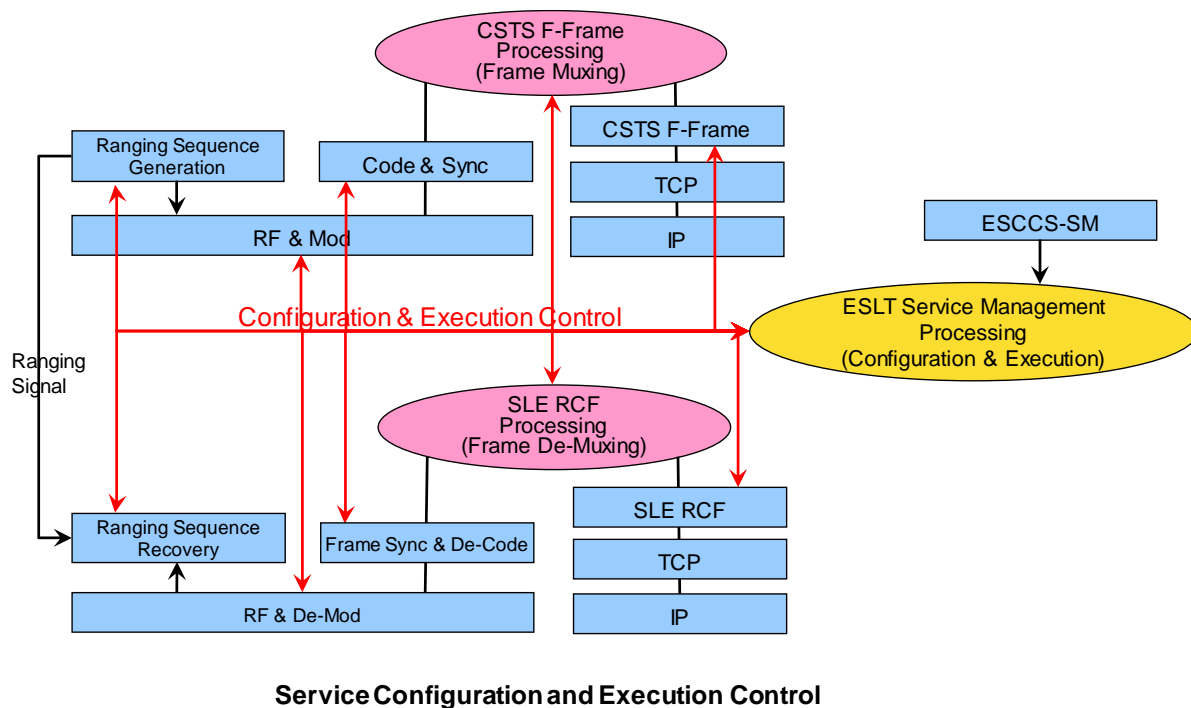 CSTS F-Frame
Processing
(Frame Muxing)
Ranging Sequence
Generation
Code & Sync
CSTS F-Frame
TCP
IP
RF & Mod
ESCCS-SM
ESLT Service Management
Processing
(Configuration & Execution)
Configuration & Execution Control
Ranging
Signal
SLE RCF
Processing
(Frame De-Muxing)
Ranging Sequence
Recovery
Frame Sync & De-Code
SLE RCF
TCP
IP
RF & De-Mod
Service Configuration and Execution Control